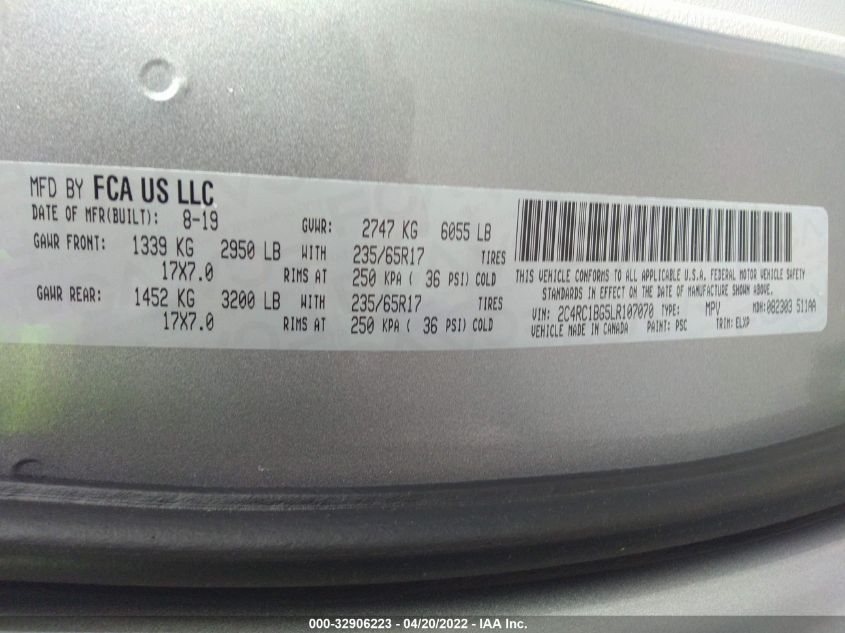 MFD BY FCA US LLC
DATE OF MFR(BUILT): 8-19 GVWR: 2747 KG 6055 LB
GAWR FRONT: 1339 KG 2950 LB WITH 235/65R17 TIRES
17X7.0 RIMS AT 250 KPA ( 36 PSI) COLD
GAWR REAR: 1452 KG 3200 LB WITH 235/65R17 TIRES
17X7.0 RIMS AT 250 KPA ( 36 PSI) COLD
THIS VEHICLE CONFORMS TO ALL APPLICABLE U.S.A. FEDERAL MOTOR VEHICLE SAFETY
STANDARDS IN EFFECT ON THE DATE OF MANUFACTURE SHOWN ABOVE.
VIN: 2C4RC1BG5LR107070 TYPE: MPV MDH: 082303 511AA
VEHICLE MADE IN CANADA PAINT: PSC TRIM: ELXP
000-32906223 - 04/20/2022 - IAA Inc.